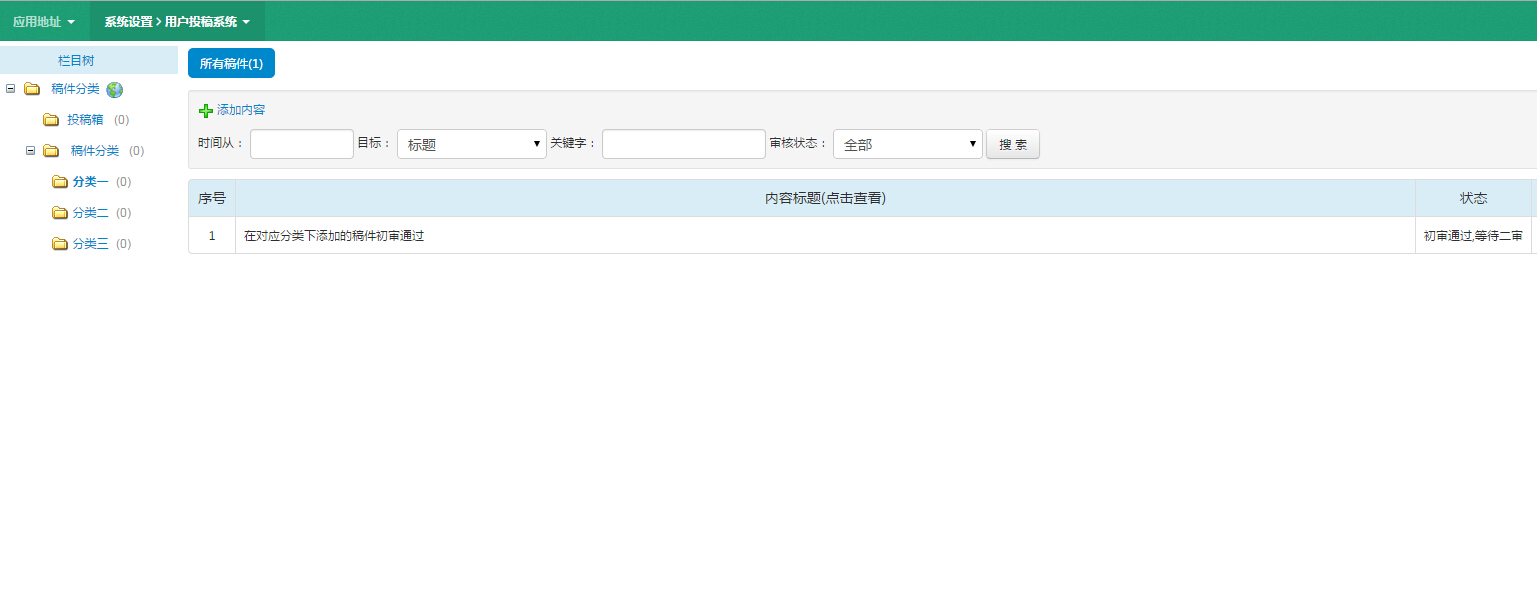 应用地址 系统设置 用户投稿系统
栏目树
稿件分类
投稿箱 (0)
稿件分类 (0)
分类一 (0)
分类二 (0)
分类三 (0)
所有稿件(1)
添加内容
时间从： 目标： 标题 关键字： 审核状态： 全部 搜 索
序号 内容标题(点击查看) 状态
1 在对应分类下添加的稿件初审通过 初审通过,等待二审